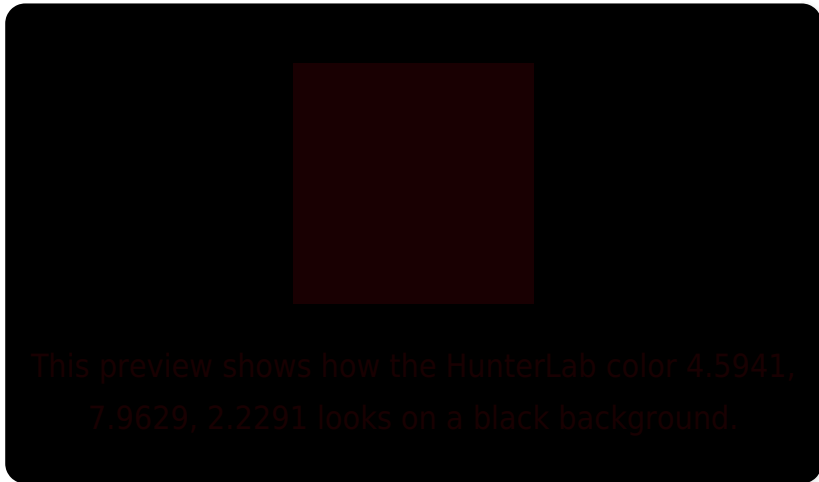 This preview shows how the HunterLab color 4.5941,
7.9629, 2.2291 looks on a black background.